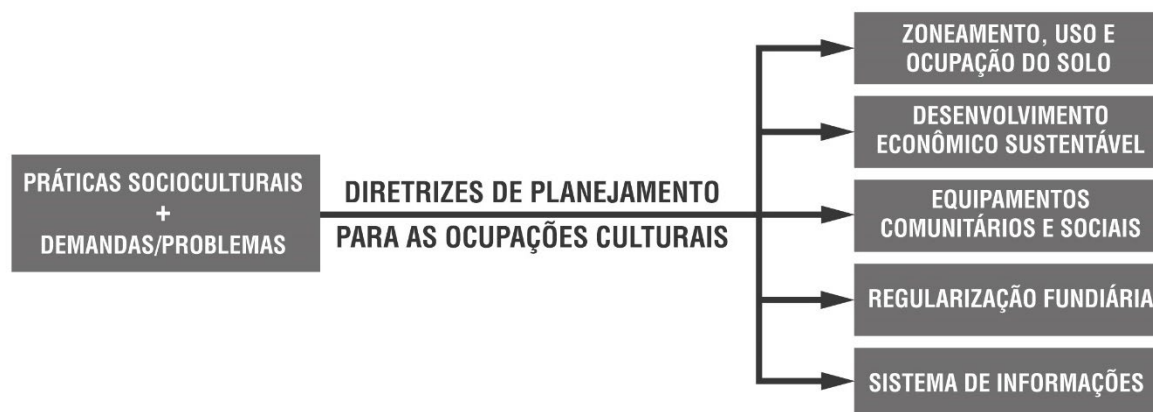 PRÁTICAS SOCIOCULTURAIS
+
DEMANDAS/PROBLEMAS
DIRETRIZES DE PLANEJAMENTO
PARA AS OCUPAÇÕES CULTURAIS
ZONEAMENTO, USO E
OCUPAÇÃO DO SOLO
DESENVOLVIMENTO
ECONÔMICO SUSTENTÁVEL
EQUIPAMENTOS
COMUNITÁRIOS E SOCIAIS
REGULARIZAÇÃO FUNDIÁRIA
SISTEMA DE INFORMAÇÕES